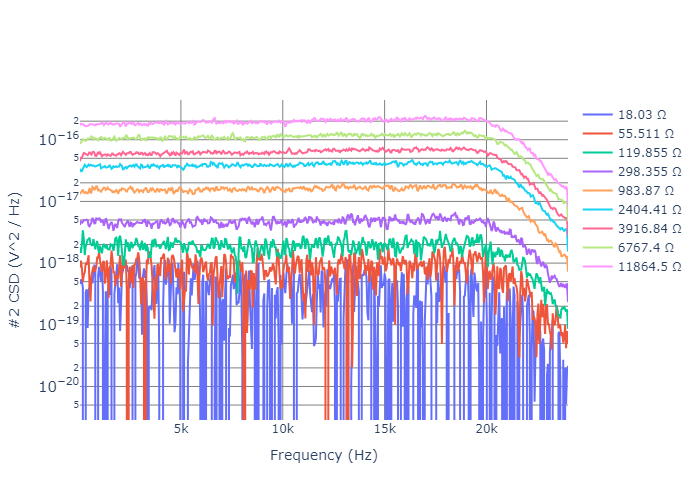 2
10−16
5
2
10−17
5
2
10−18
5
2
10−19
5
2
10−20
5
5k
10k
15k
20k
Frequency (Hz)
#2 CSD (V^2 / Hz)
18.03 Ω
55.511 Ω
119.855 Ω
298.355 Ω
983.87 Ω
2404.41 Ω
3916.84 Ω
6767.4 Ω
11864.5 Ω